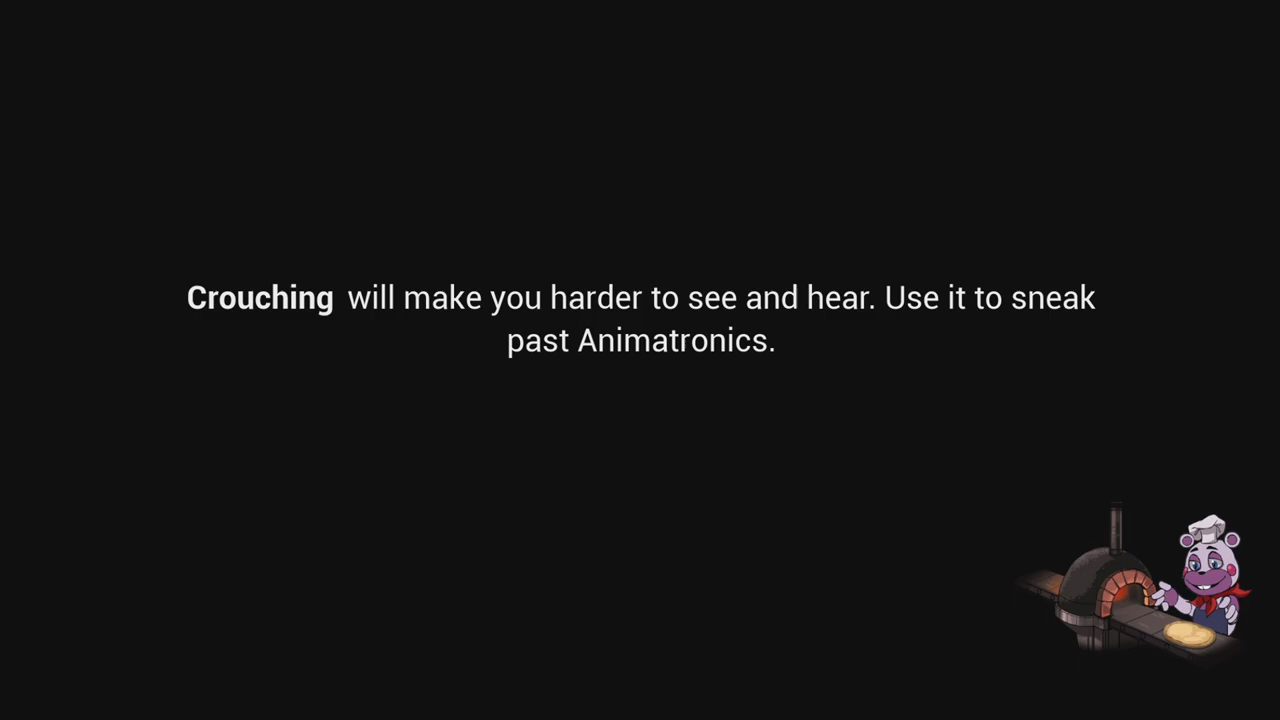 Crouching will make you harder to see and hear. Use it to sneak
past Animatronics.